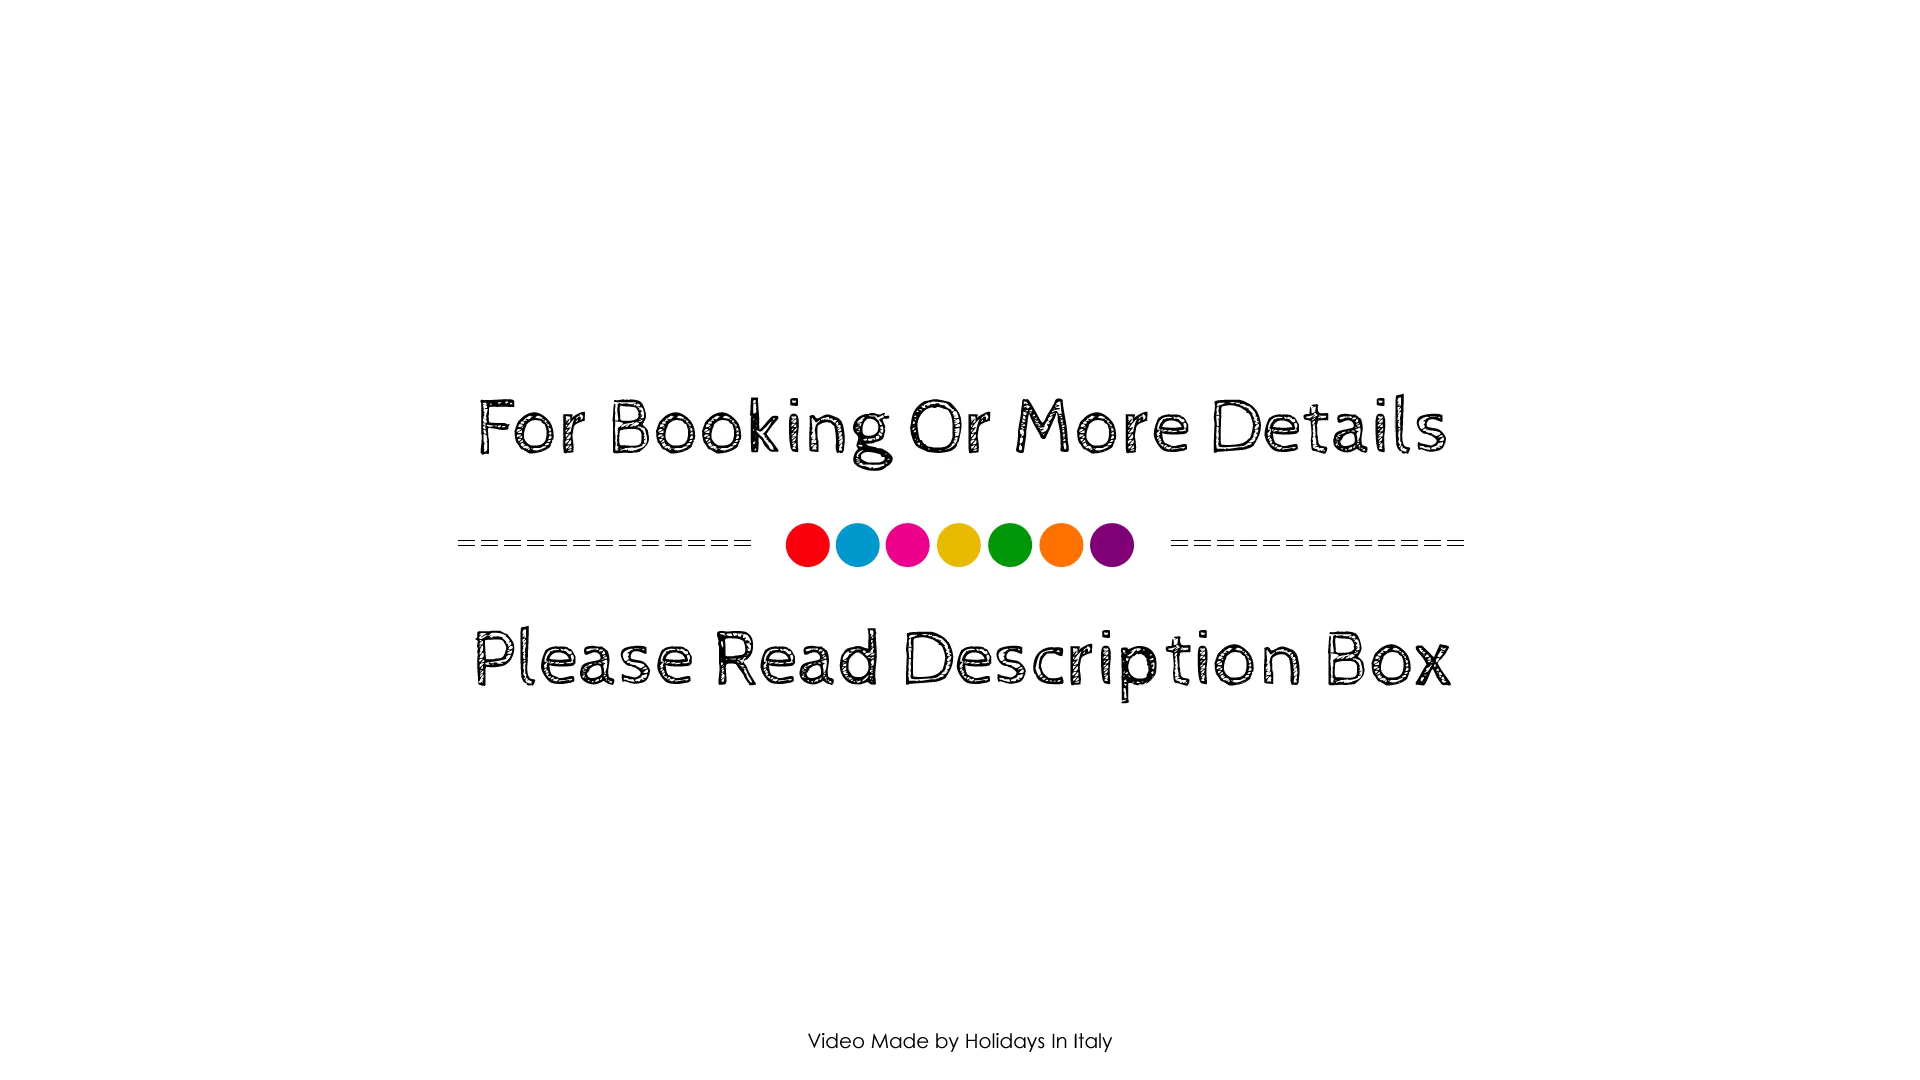 For Booking Or More Details
============= =============
Please Read Description Box
Video Made by Holidays In Italy